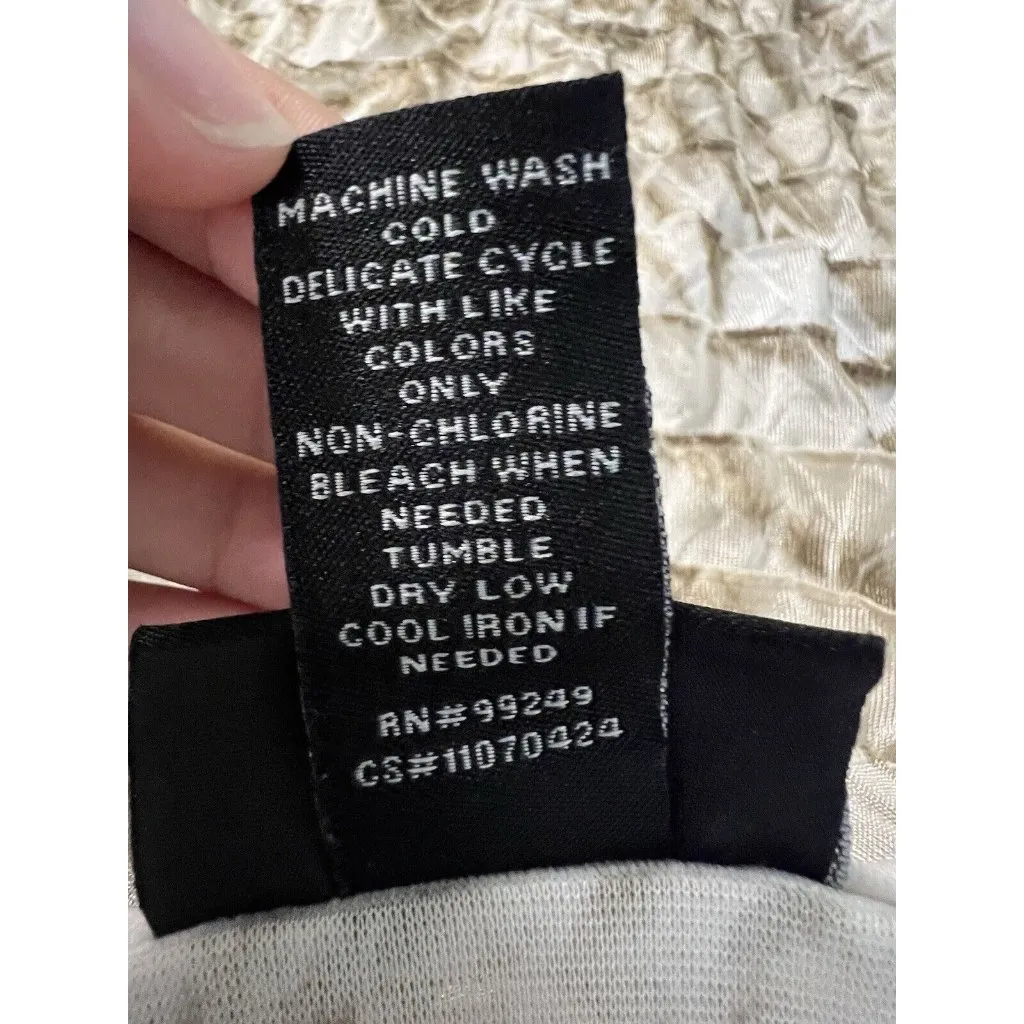 MACHINE WASH
COLD
DELICATE CYCLE
WITH LIKE
COLORS
ONLY
NON-CHLORINE
BLEACH WHEN
NEEDED
TUMBLE
DRY LOW
COOL IRON IF
NEEDED
RN#99249
CS#11070424